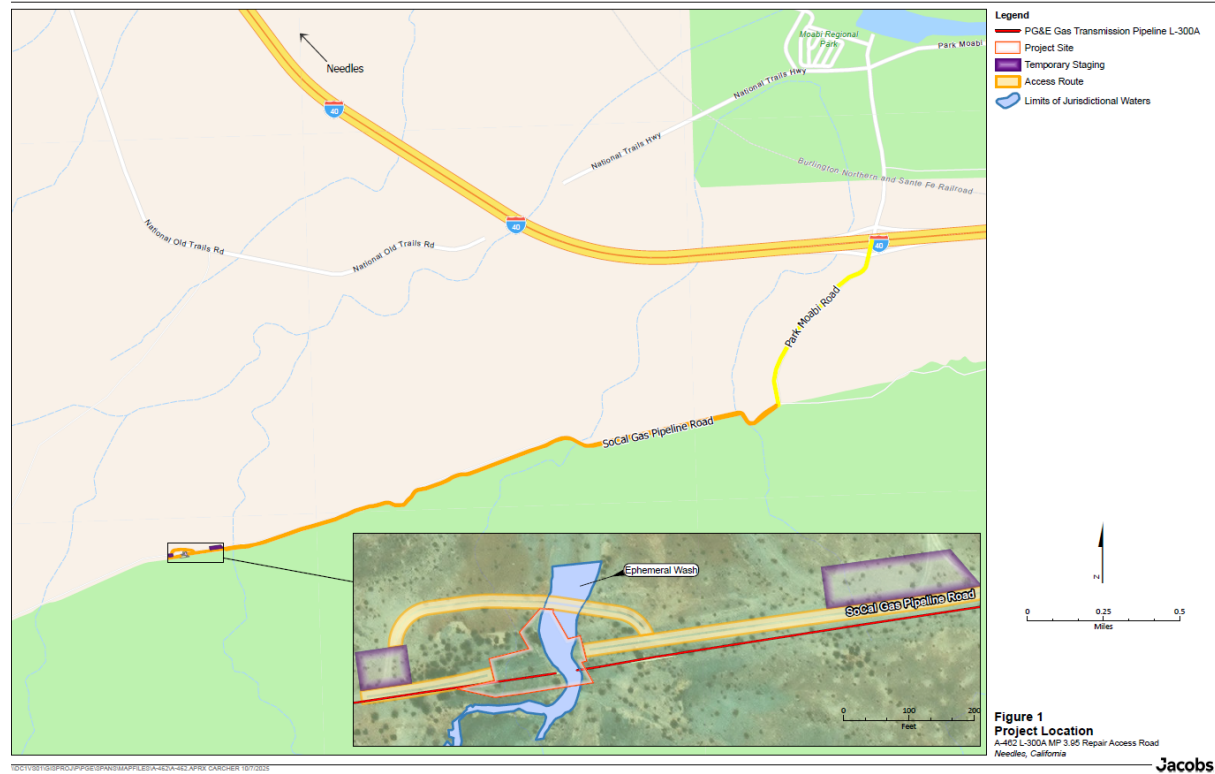 Needles
40
Moabi Regional
Park
Park Moabi
National Trails Hwy
National Trails Hwy
Burlington Northern and Sante Fe Railroad
National Old Trails Rd
National Old Trails Rd
40
40
Park Moabi Road
SoCal Gas Pipeline Road
Ephemeral Wash
SoCal Gas Pipeline Road
0 100 200
Feet
Legend
PG&E Gas Transmission Pipeline L-300A
Project Site
Temporary Staging
Access Route
Limits of Jurisdictional Waters
N
0 0.25 0.5
Miles
Figure 1
Project Location
A-462 L-300A MP 3.95 Repair Access Road
Needles, California
Jacobs